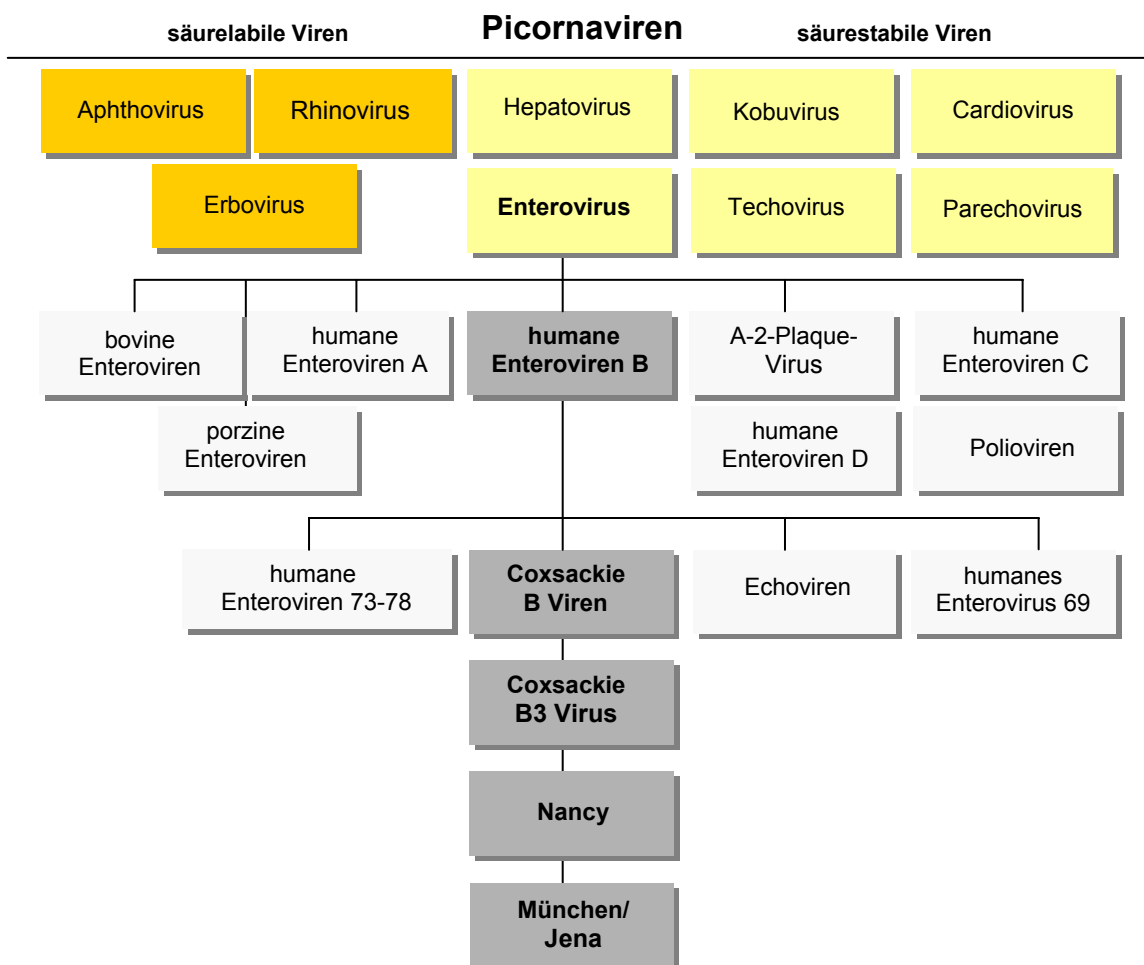 Picornaviren
säurelabile Viren
säurestabile Viren
Aphthovirus
Rhinovirus
Hepatovirus
Kobuvirus
Cardiovirus
Erbovirus
Enterovirus
Techovirus
Parechovirus
bovine
Enteroviren
humane
Enteroviren A
humane
Enteroviren B
A-2-Plaque-
Virus
humane
Enteroviren C
porzine
Enteroviren
humane
Enteroviren D
Polioviren
humane
Enteroviren 73-78
Coxsackie
B Viren
Echoviren
humanes
Enterovirus 69
Coxsackie
B3 Virus
Nancy
München/
Jena